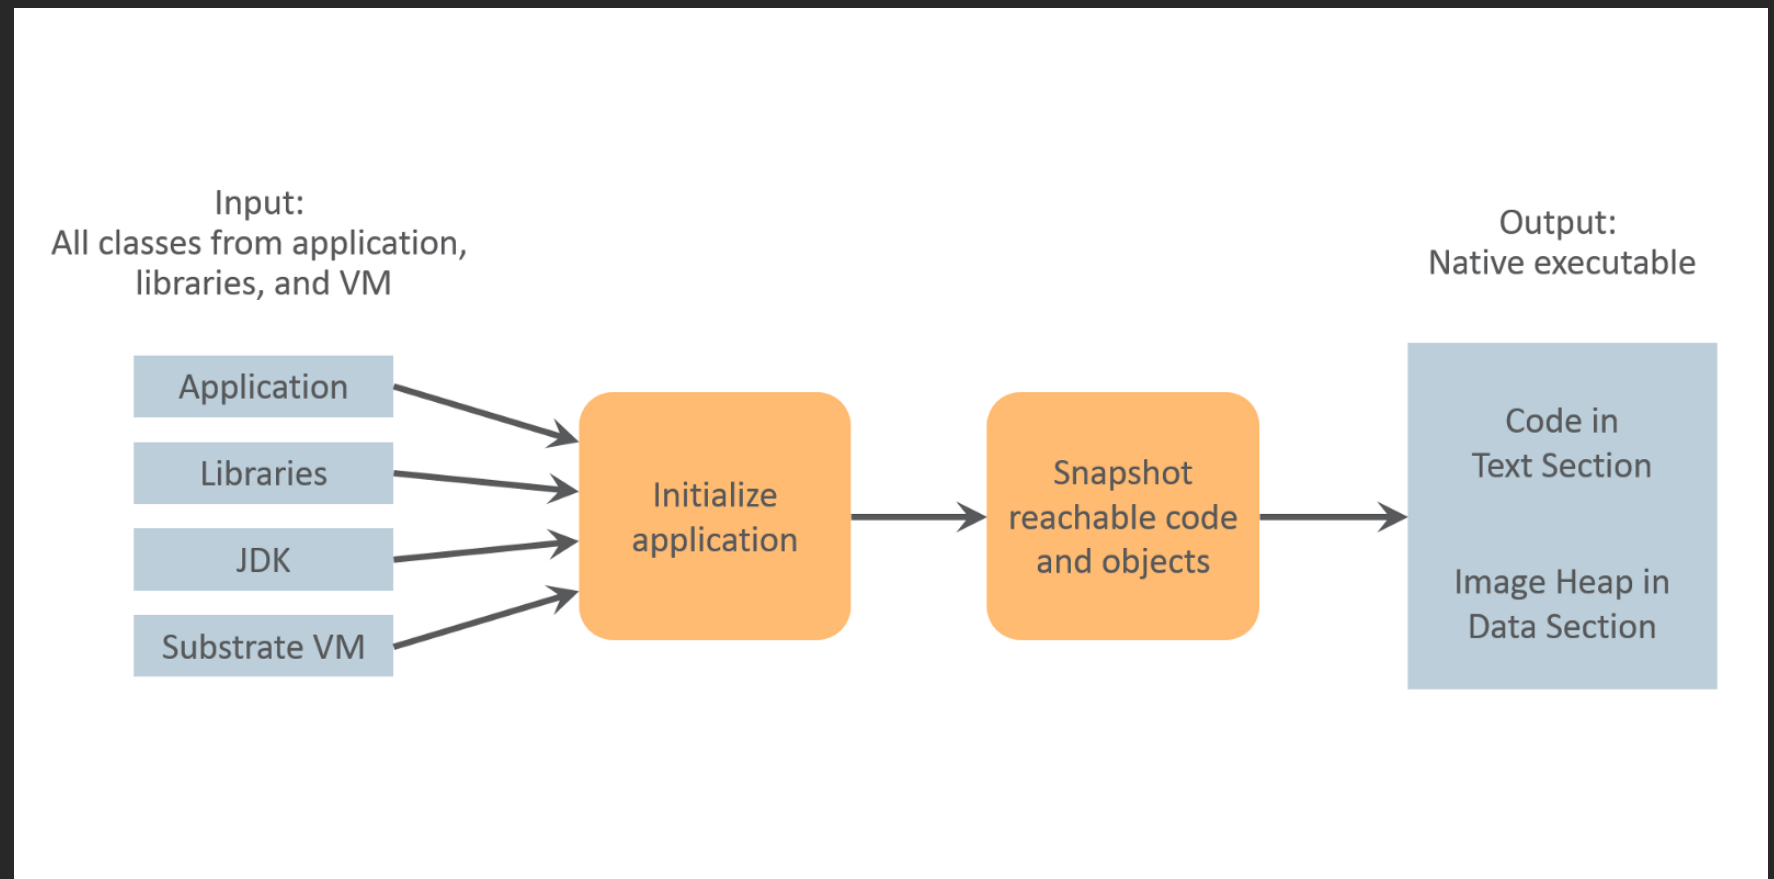 Input:
All classes from application,
libraries, and VM
Application
Libraries
JDK
Substrate VM
Initialize
application
Snapshot
reachable code
and objects
Output:
Native executable
Code in
Text Section
Image Heap in
Data Section